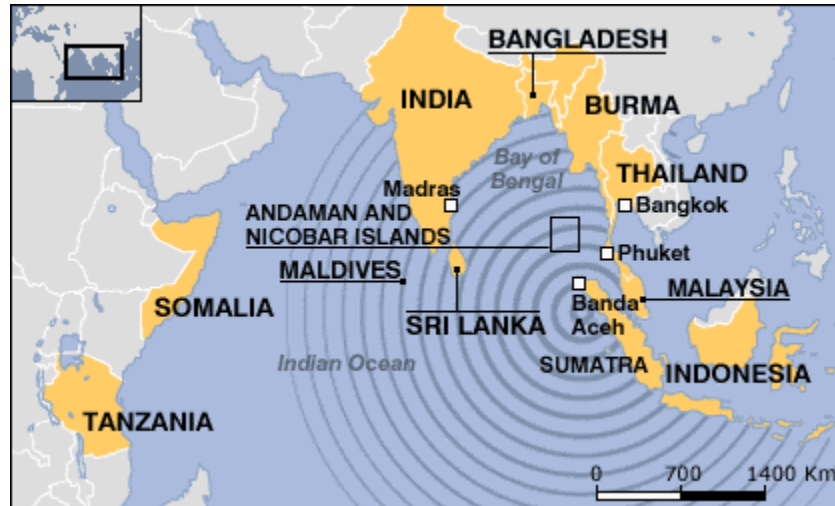 BANGLADESH
INDIA
BURMA
Bay of
Bengal
THAILAND
Madras
Bangkok
ANDAMAN AND
NICOBAR ISLANDS
Phuket
MALDIVES
MALAYSIA
SOMALIA
SRI LANKA
Banda
Aceh
Indian Ocean
SUMATRA
INDONESIA
TANZANIA
0 700 1400 Km